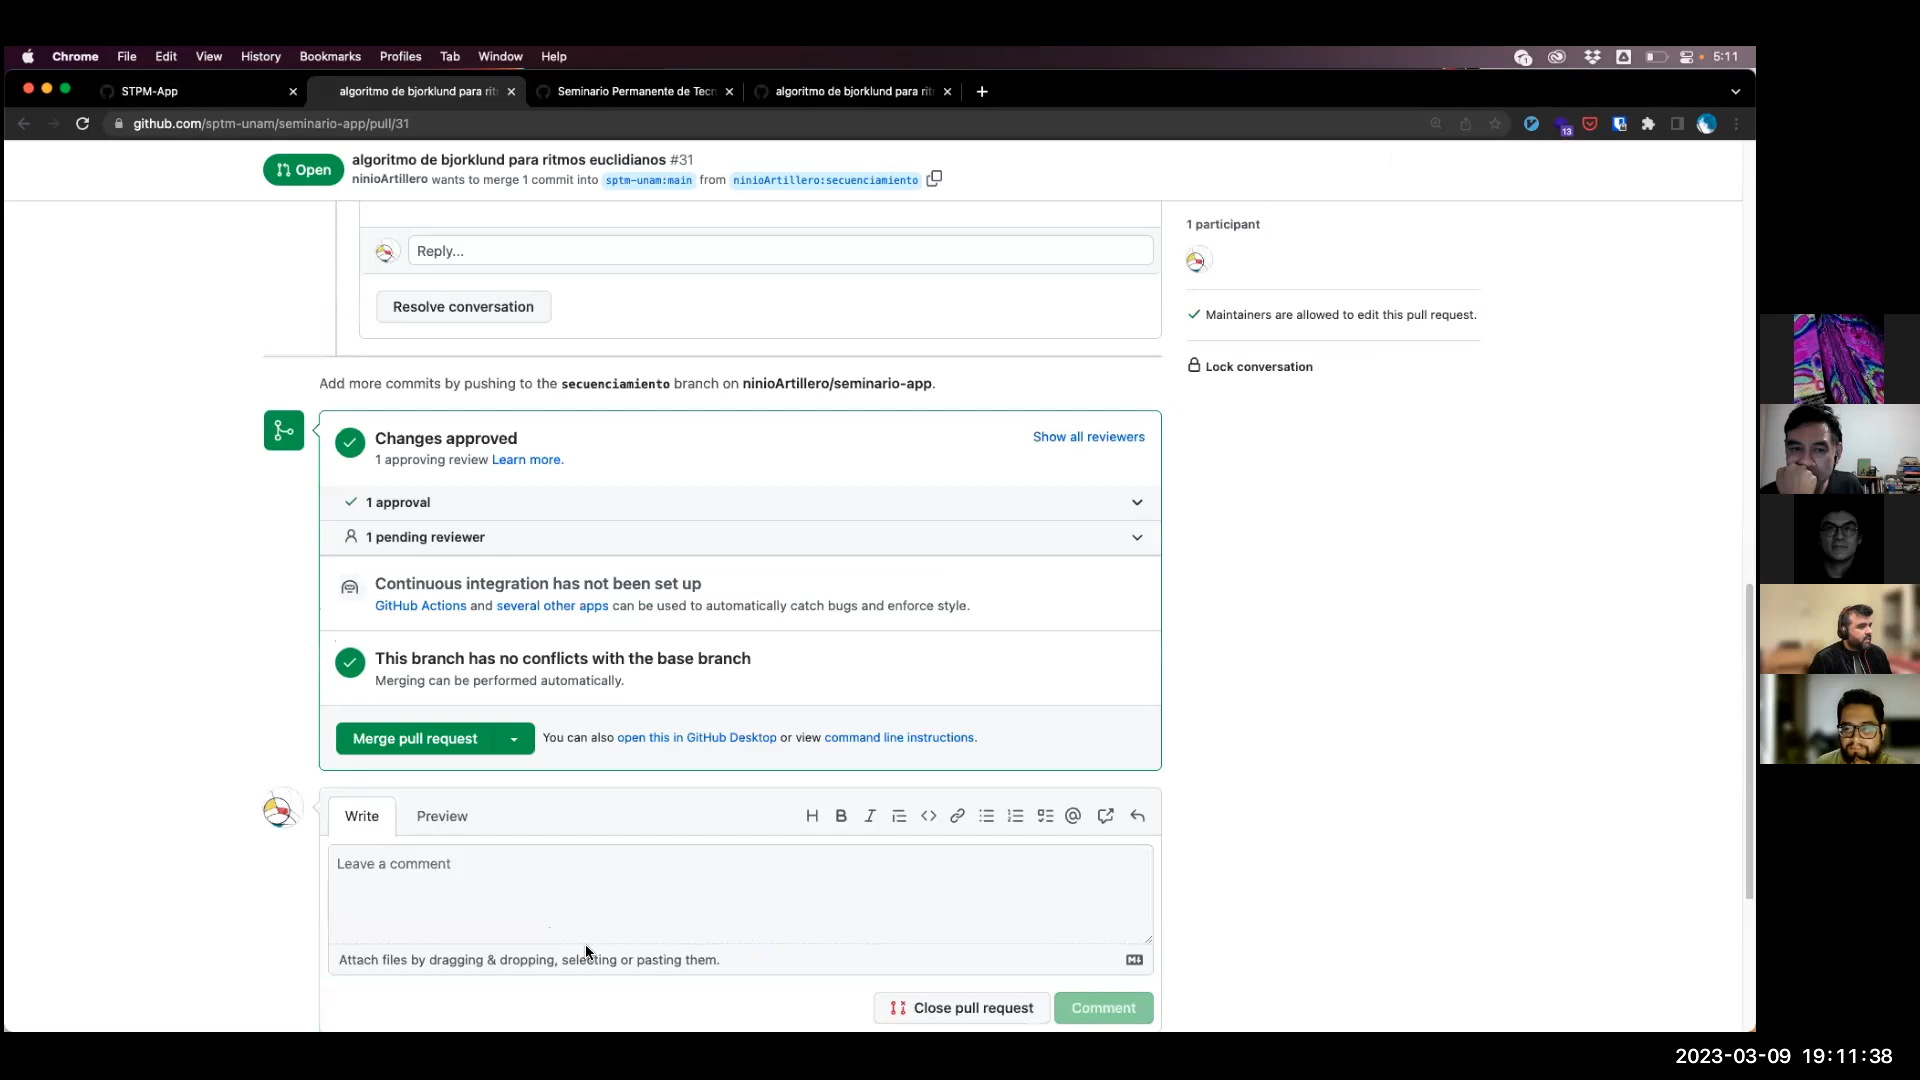 Chrome File Edit View History Bookmarks Profiles Tab Window Help 5:11
STPM-App algoritmo de bjorklund para rit Seminario Permanente de Tecn algoritmo de bjorklund para rit
github.com/sptm-unam/seminario-app/pull/31 13
Open
algoritmo de bjorklund para ritmos euclidianos #31
ninioArtillero wants to merge 1 commit into sptm-unam:main from ninioArtillero:secuenciamiento
1 participant
Reply...
Resolve conversation
Maintainers are allowed to edit this pull request.
Lock conversation
Add more commits by pushing to the secuenciamiento branch on ninioArtillero/seminario-app.
Changes approved
Show all reviewers
1 approving review Learn more.
1 approval
1 pending reviewer
Continuous integration has not been set up
GitHub Actions and several other apps can be used to automatically catch bugs and enforce style.
This branch has no conflicts with the base branch
Merging can be performed automatically.
Merge pull request You can also open this in GitHub Desktop or view command line instructions.
Write Preview
Leave a comment
Attach files by dragging & dropping, selecting or pasting them.
Close pull request Comment
2023-03-09 19:11:38